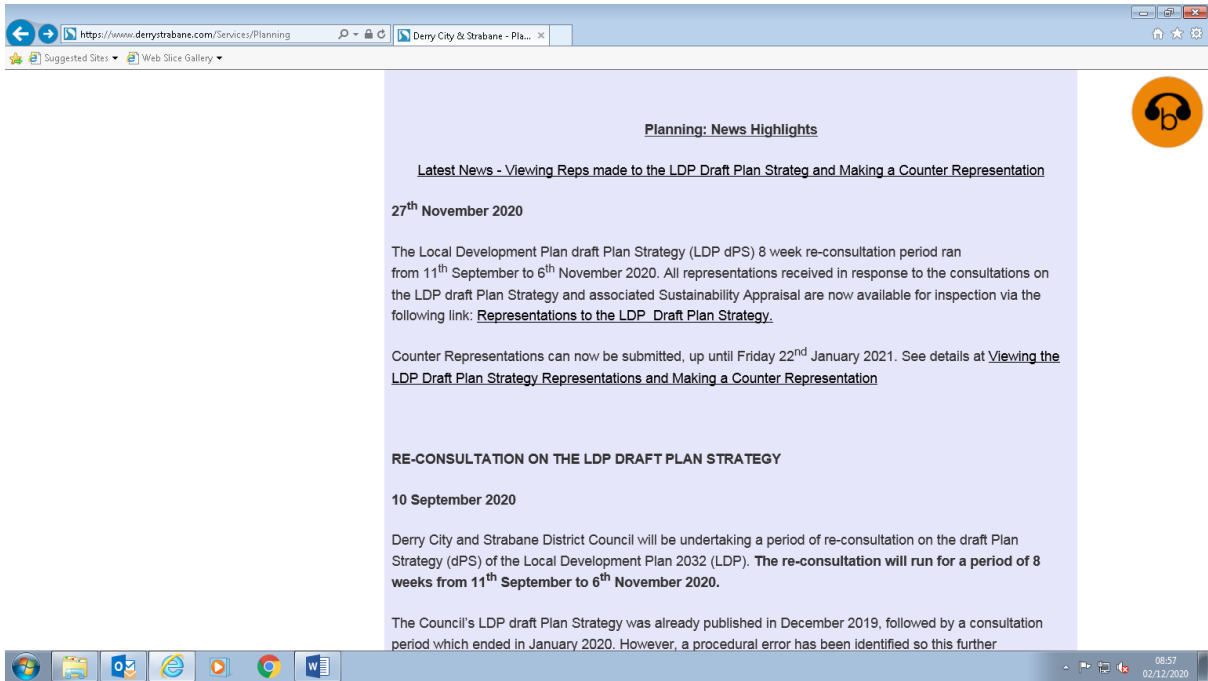 https://www.derrystrabane.com/Services/Planning
Derry City & Strabane - Pla...
Suggested Sites
Web Slice Gallery
b
Planning: News Highlights
Latest News - Viewing Reps made to the LDP Draft Plan Strateg and Making a Counter Representation
27th November 2020
The Local Development Plan draft Plan Strategy (LDP dPS) 8 week re-consultation period ran
from 11th September to 6th November 2020. All representations received in response to the consultations on
the LDP draft Plan Strategy and associated Sustainability Appraisal are now available for inspection via the
following link: Representations to the LDP  Draft Plan Strategy.
Counter Representations can now be submitted, up until Friday 22nd January 2021. See details at Viewing the
LDP Draft Plan Strategy Representations and Making a Counter Representation
RE-CONSULTATION ON THE LDP DRAFT PLAN STRATEGY
10 September 2020
Derry City and Strabane District Council will be undertaking a period of re-consultation on the draft Plan
Strategy (dPS) of the Local Development Plan 2032 (LDP). The re-consultation will run for a period of 8
weeks from 11th September to 6th November 2020.
The Council's LDP draft Plan Strategy was already published in December 2019, followed by a consultation
period which ended in January 2020. However, a procedural error has been identified so this further
08:57
02/12/2020